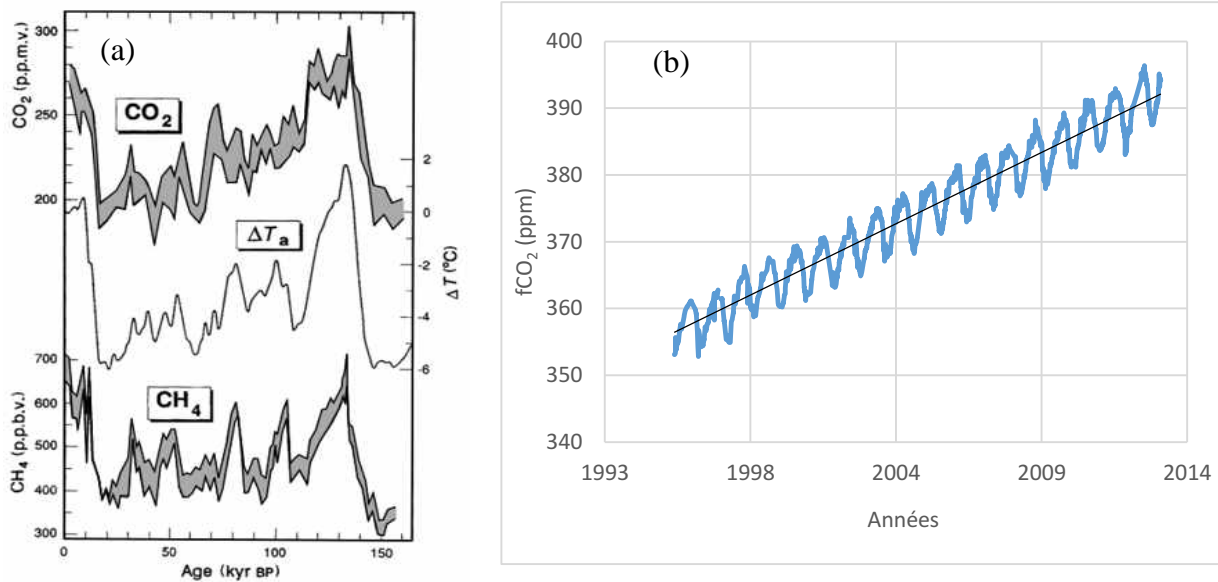 (a)
CO₂ (p.p.m.v.)
300
250
200
CO₂
ΔTₐ
2
0
-2
-4
-6
ΔT (°C)
CH₄ (p.p.b.v.)
700
600
500
400
300
CH₄
0 50 100 150
Age (kyr BP)
(b)
fCO₂ (ppm)
400
390
380
370
360
350
340
1993 1998 2004 2009 2014
Années